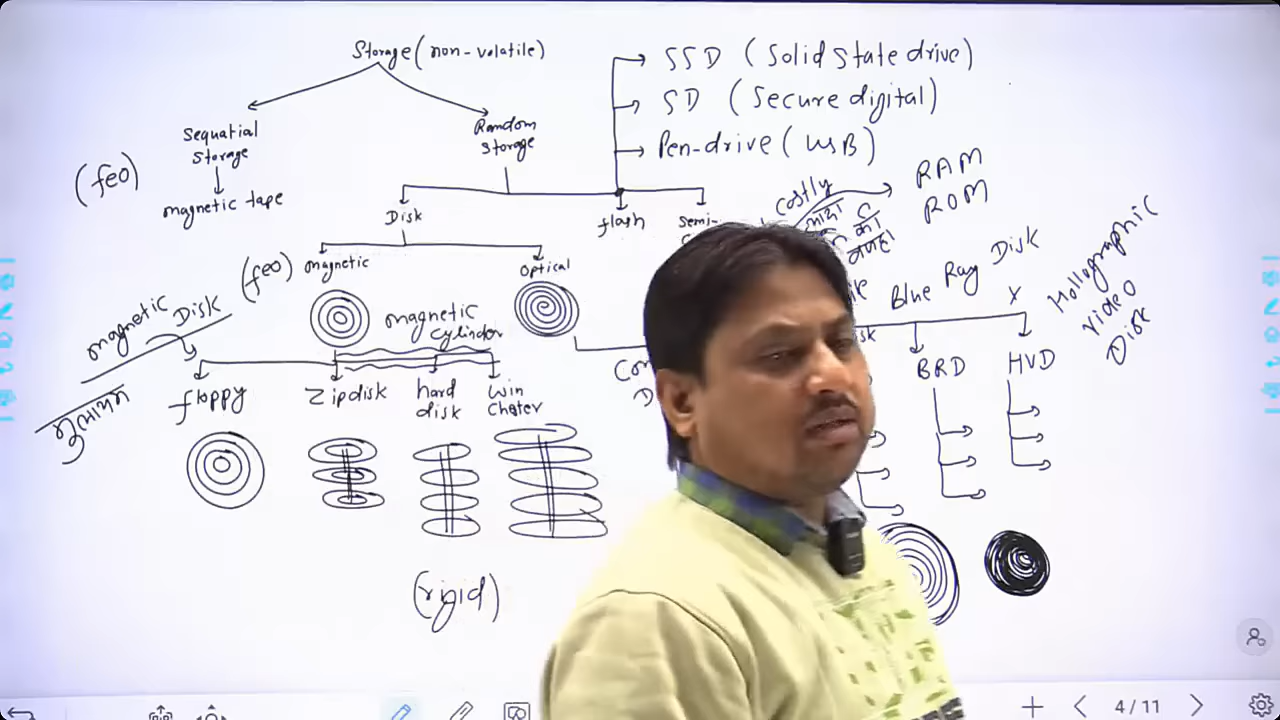 Storage (non-volatile)
Sequatial
Storage
magnetic tape
(feo)
Random
Storage
SSD (Solid State drive)
SD (Secure digital)
Pen-drive (USB)
Disk
flash
Semi-
costly
RAM
ROM
(feo)
magnetic
Optical
magnetic
Cylindor
magnetic Disk
floppy
Zipdisk
hard
disk
Win
Chater
(rigid)
Blue Ray Disk
BRD
HVD
Hollographic
Video
Disk
4/11